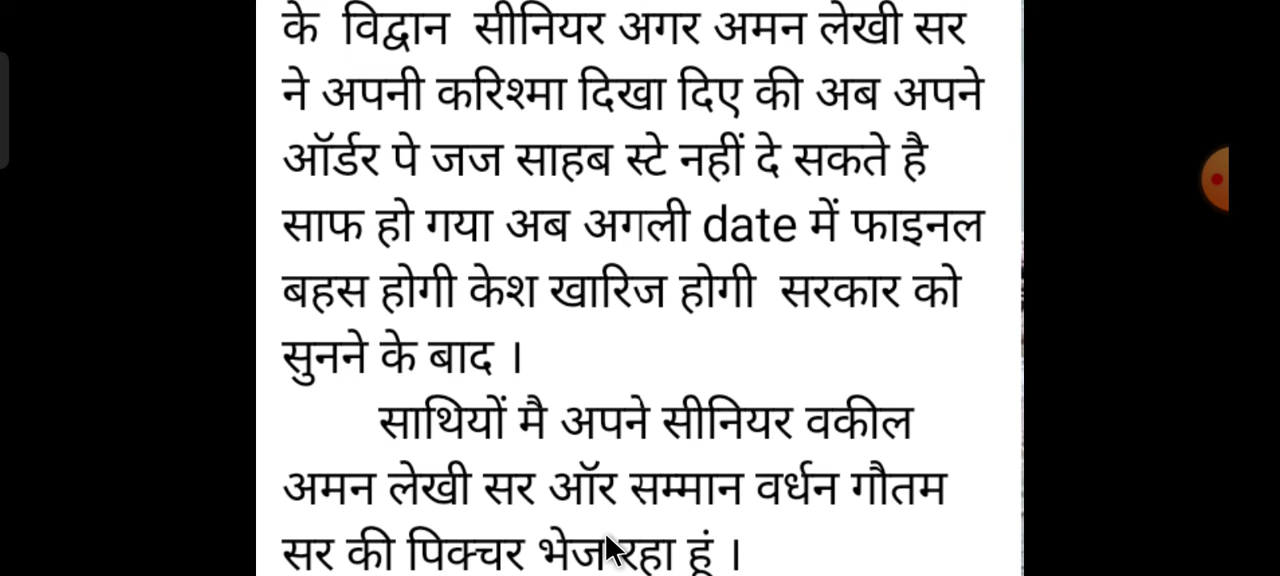 के विद्वान सीनियर अगर अमन लेखी सर
ने अपनी करिश्मा दिखा दिए की अब अपने
ऑर्डर पे जज साहब स्टे नहीं दे सकते है
साफ हो गया अब अगली date में फाइनल
बहस होगी केश खारिज होगी सरकार को
सुनने के बाद ।
साथियों मै अपने सीनियर वकील
अमन लेखी सर ऑर सम्मान वर्धन गौतम
सर की पिक्चर भेज रहा हूं ।